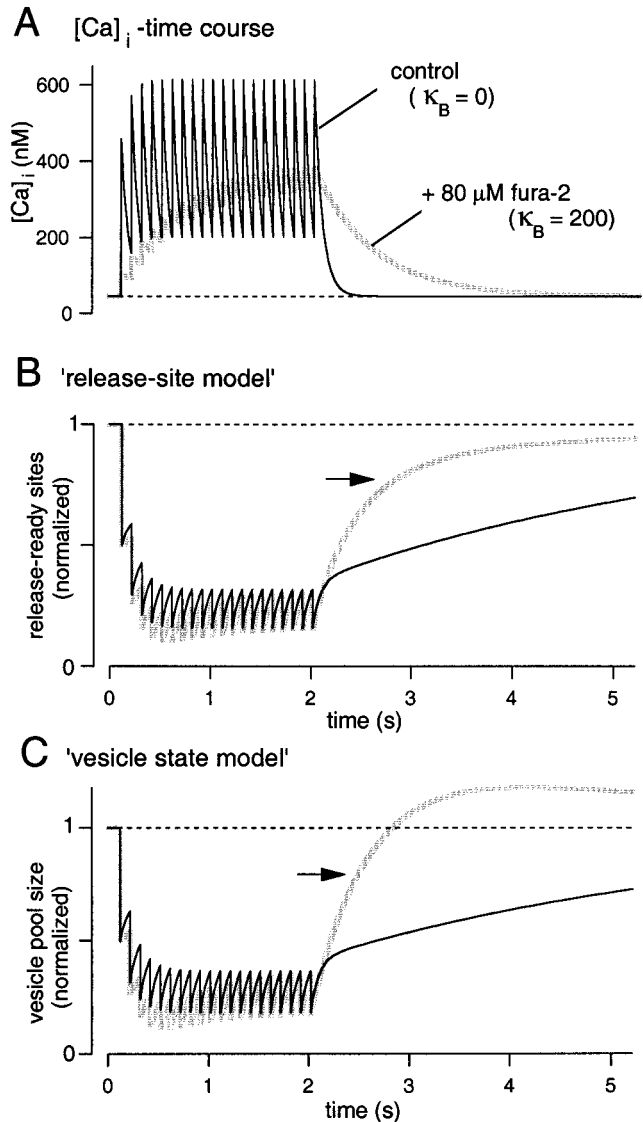 A [Ca] i -time course
600
400
200
0
[Ca]i (nM)
control
( κB = 0)
+ 80 μM fura-2
(κB = 200)
B 'release-site model'
1
0
release-ready sites
(normalized)
0 1 2 3 4 5
time (s)
C 'vesicle state model'
1
0
vesicle pool size
(normalized)
0 1 2 3 4 5
time (s)